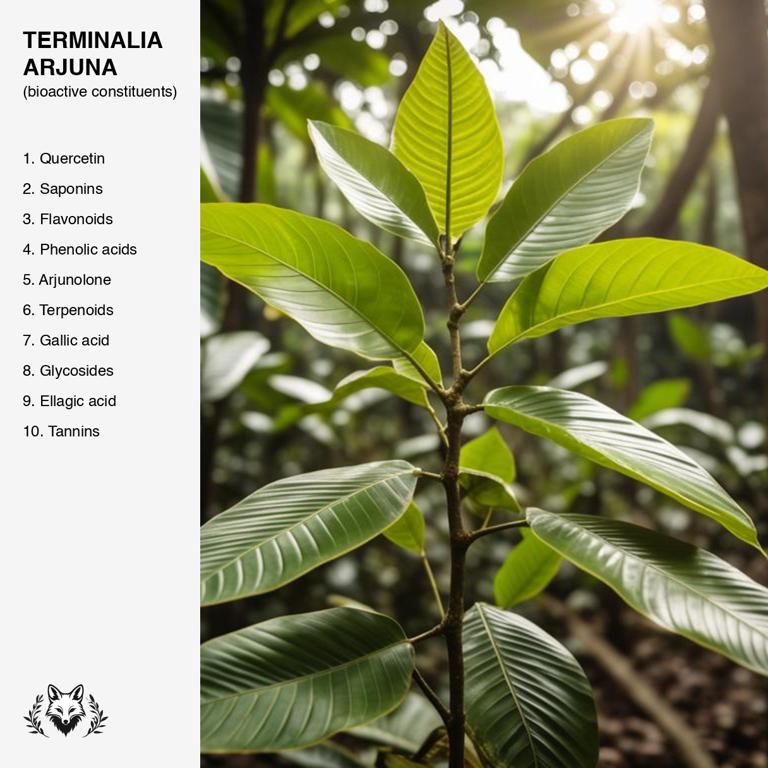 TERMINALIA
ARJUNA
(bioactive constituents)
1. Quercetin
2. Saponins
3. Flavonoids
4. Phenolic acids
5. Arjunolone
6. Terpenoids
7. Gallic acid
8. Glycosides
9. Ellagic acid
10. Tannins